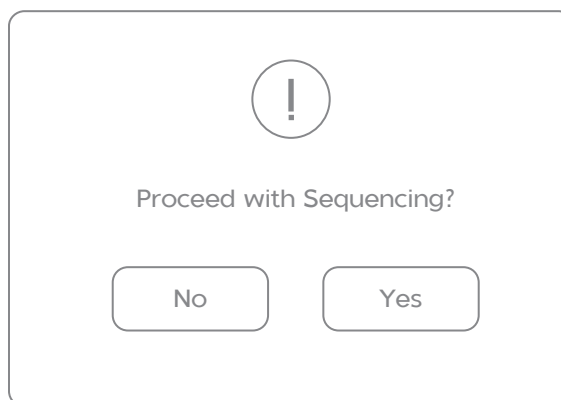 !
Proceed with Sequencing?
No Yes